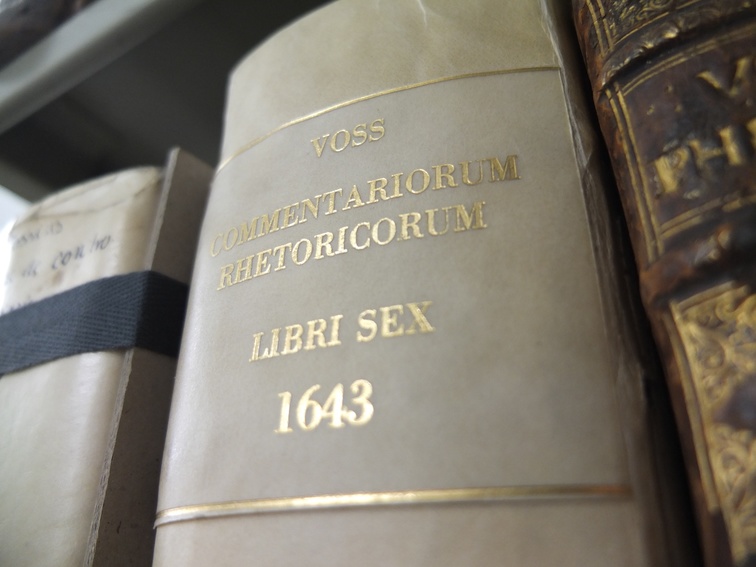 VOSS
COMMENTARIORUM
RHETORICORUM
LIBRI SEX
1643